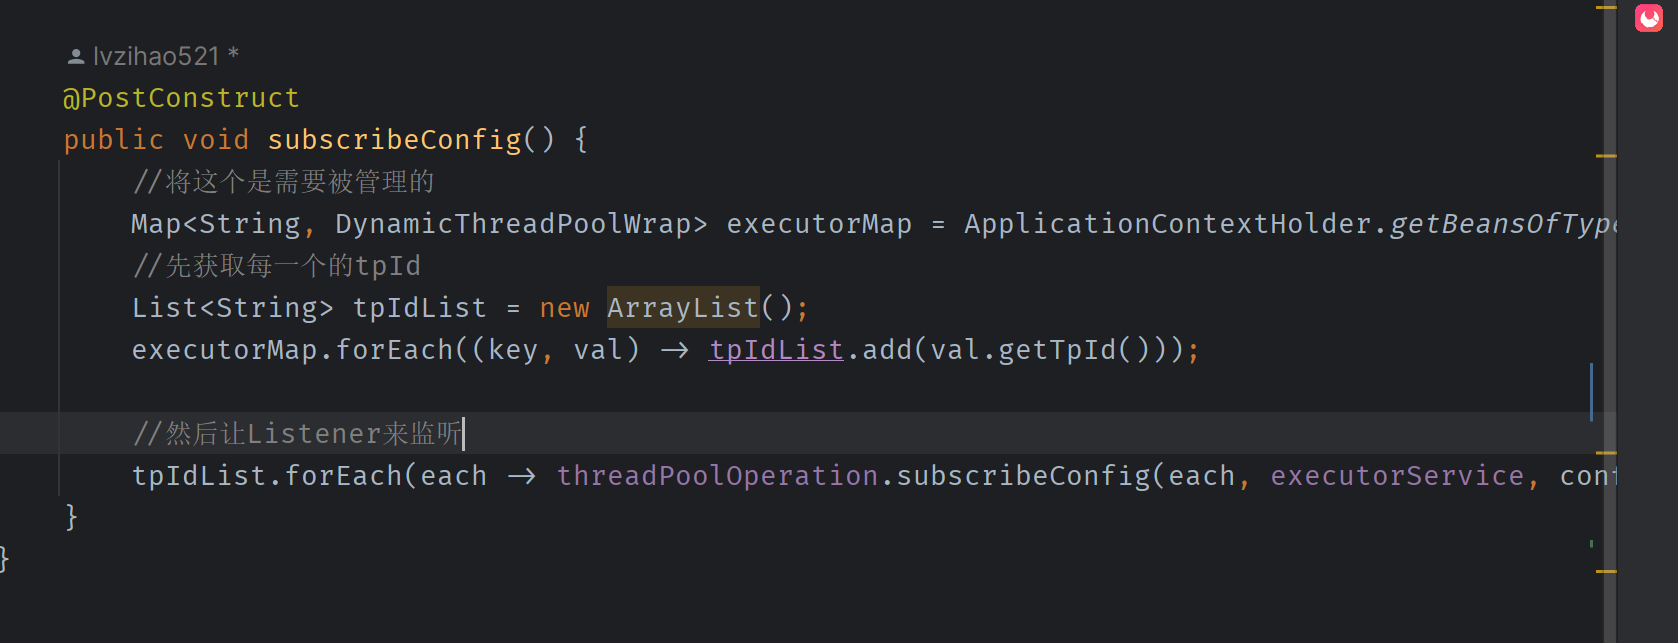 lvzihao521 *
@PostConstruct
public void subscribeConfig() {
//将这个是需要被管理的
Map<String, DynamicThreadPoolWrap> executorMap = ApplicationContextHolder.getBeansOfType
//先获取每一个的tpId
List<String> tpIdList = new ArrayList();
executorMap.forEach((key, val) -> tpIdList.add(val.getTpId()));
//然后让Listener来监听
tpIdList.forEach(each -> threadPoolOperation.subscribeConfig(each, executorService,
}
}